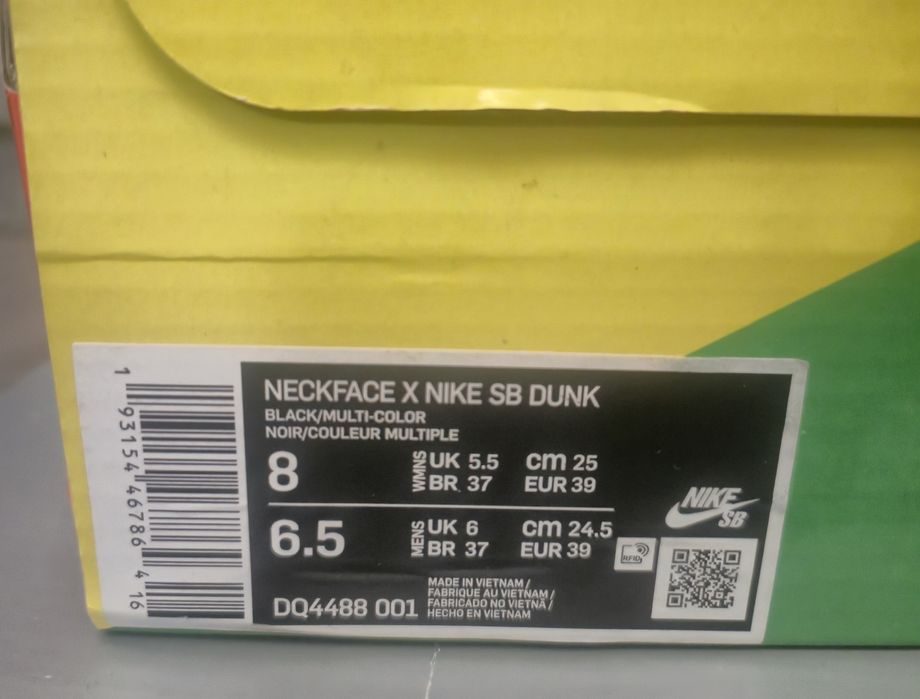 NECKFACE X NIKE SB DUNK
BLACK/MULTI-COLOR
NOIR/COULEUR MULTIPLE
8 WMNS UK 5.5 cm 25
BR 37 EUR 39
6.5 MENS UK 6 cm 24.5
BR 37 EUR 39
DQ4488 001
MADE IN VIETNAM /
FABRIQUE AU VIETNAM /
FABRICADO NO VIETNÃ /
HECHO EN VIETNAM
NIKE
SB
RFID
1 93154 46786 4 16